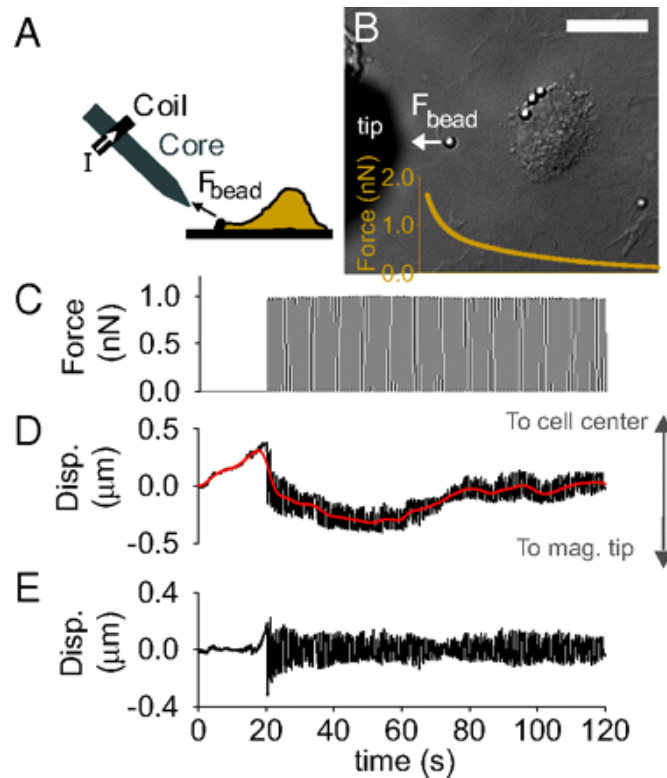 A
Coil
I
Core
F bead
B
tip
F bead
Force (nN)
2.0
1.0
0.0
C
Force
(nN)
1.0
0.5
0.0
D
Disp.
(μm)
0.5
0.0
-0.5
To cell center
To mag. tip
E
Disp.
(μm)
0.4
0.0
-0.4
0 20 40 60 80 100 120
time (s)